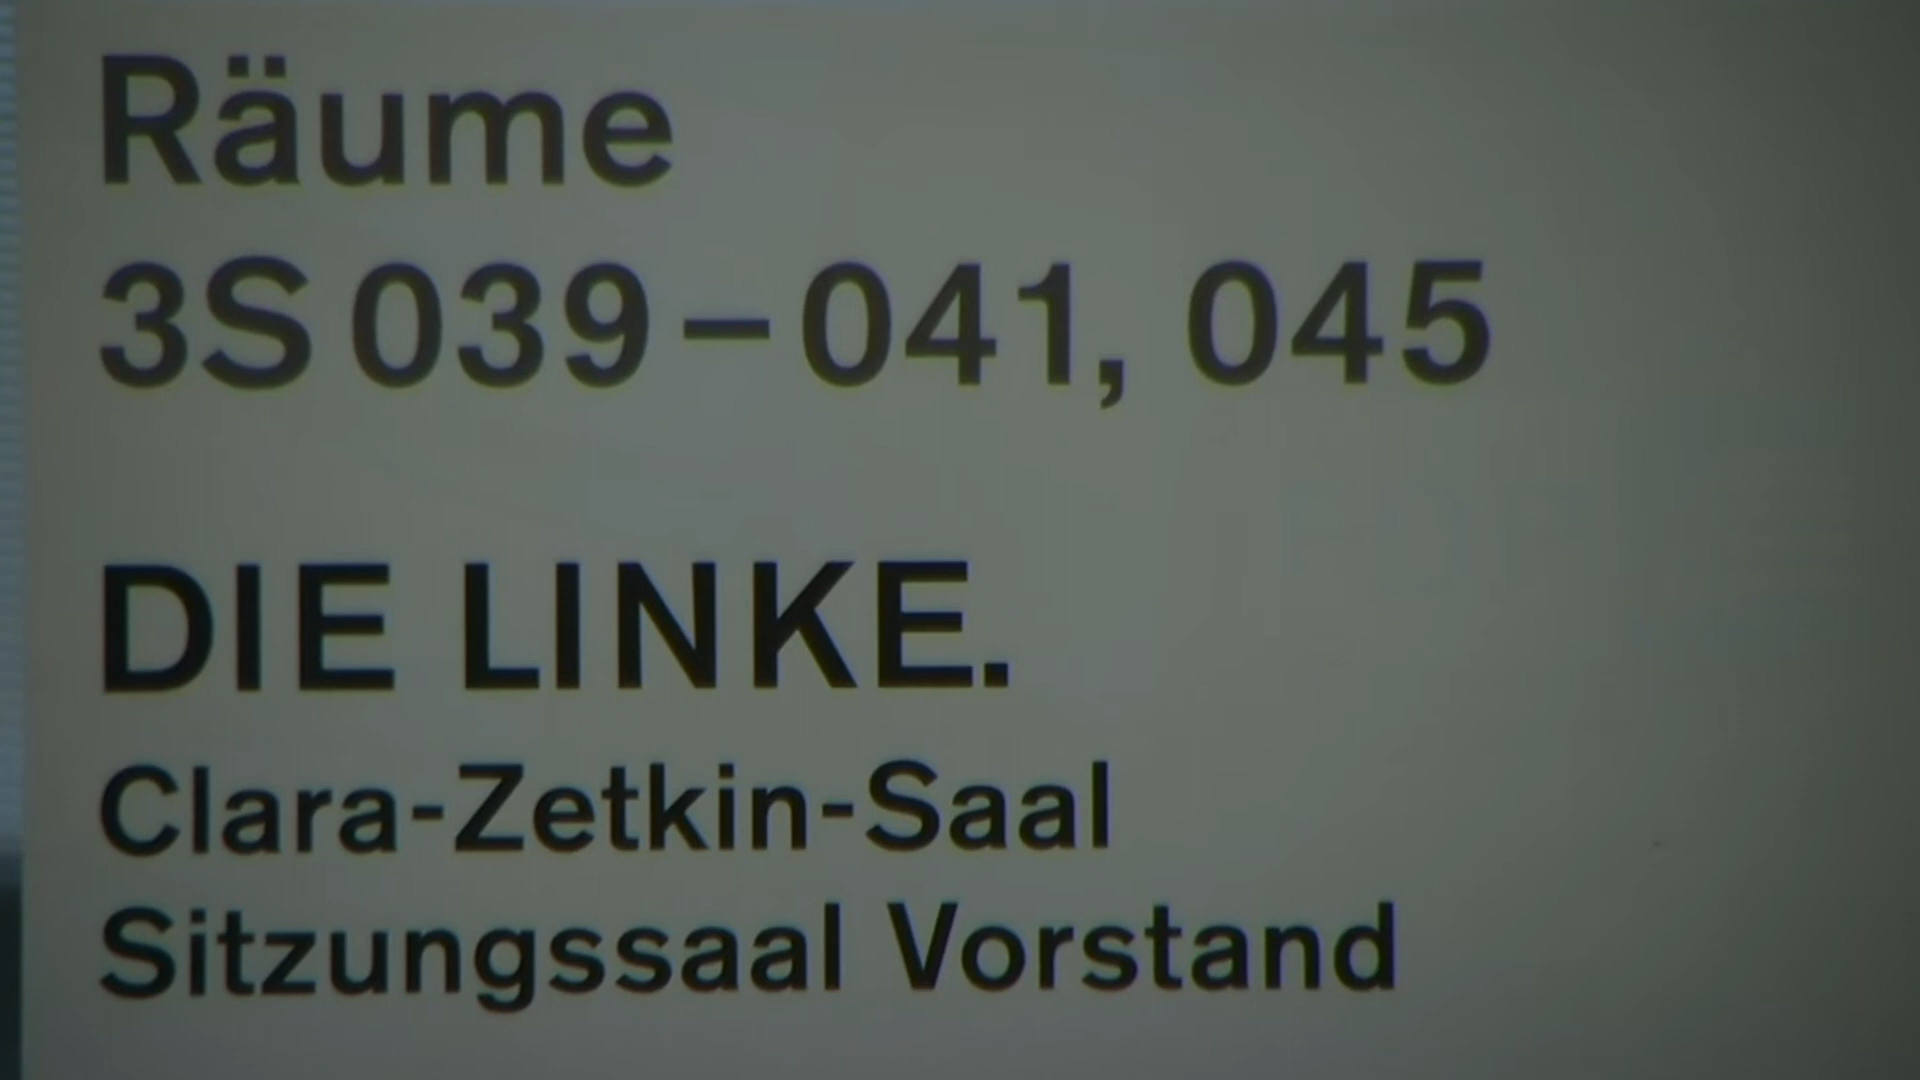 Räume
3S 039 – 041, 045
DIE LINKE.
Clara-Zetkin-Saal
Sitzungssaal Vorstand